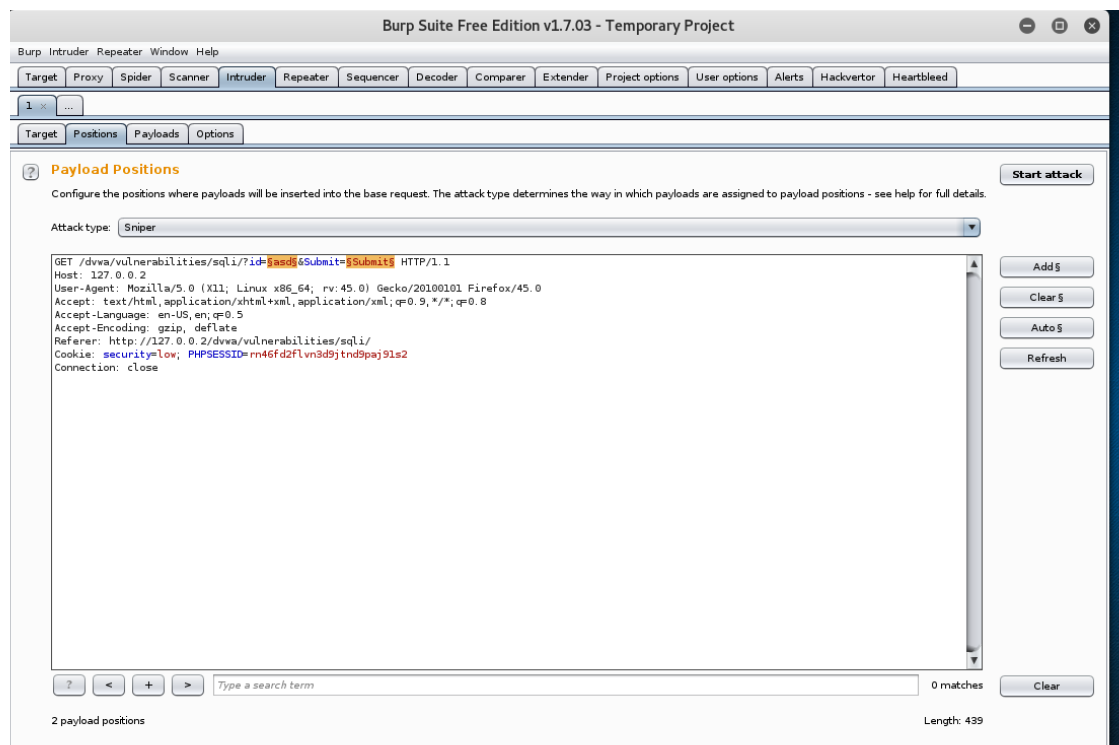 Burp Suite Free Edition v1.7.03 - Temporary Project
Burp Intruder Repeater Window Help
Target Proxy Spider Scanner Intruder Repeater Sequencer Decoder Comparer Extender Project options User options Alerts Hackvertor Heartbleed
1 × ...
Target Positions Payloads Options
? Payload Positions
Start attack
Configure the positions where payloads will be inserted into the base request. The attack type determines the way in which payloads are assigned to payload positions - see help for full details.
Attack type: Sniper
GET /dvwa/vulnerabilities/sqli/?id=§asd§&Submit=§Submit§ HTTP/1.1
Host: 127.0.0.2
User-Agent: Mozilla/5.0 (X11; Linux x86_64; rv:45.0) Gecko/20100101 Firefox/45.0
Accept: text/html,application/xhtml+xml,application/xml;q=0.9,*/*;q=0.8
Accept-Language: en-US,en;q=0.5
Accept-Encoding: gzip, deflate
Referer: http://127.0.0.2/dvwa/vulnerabilities/sqli/
Cookie: security=low; PHPSESSID=rn46fd2flvn3d9jtnd9paj91s2
Connection: close
Add §
Clear §
Auto §
Refresh
? < + > Type a search term 0 matches Clear
2 payload positions Length: 439